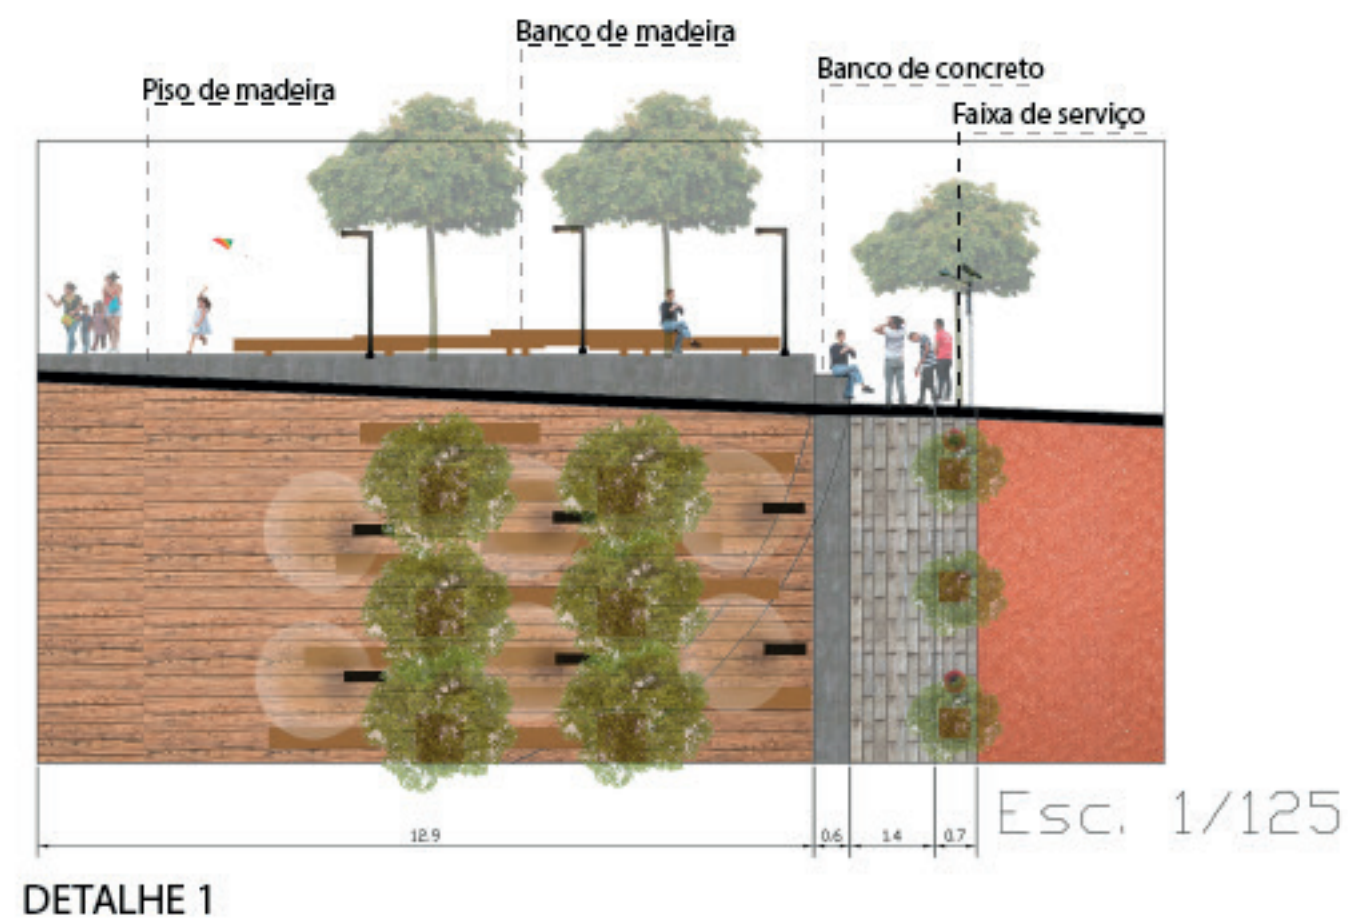 Banco de madeira
Banco de concreto
Piso de madeira
Faixa de serviço
12.9
0.6
1.4
0.7
Esc. 1/125
DETALHE 1